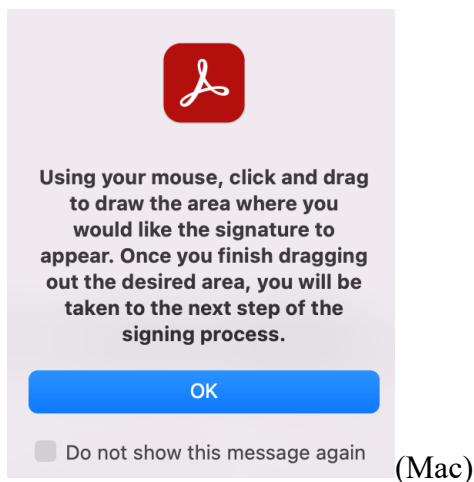 Using your mouse, click and drag
to draw the area where you
would like the signature to
appear. Once you finish dragging
out the desired area, you will be
taken to the next step of the
signing process.
OK
Do not show this message again
(Mac)